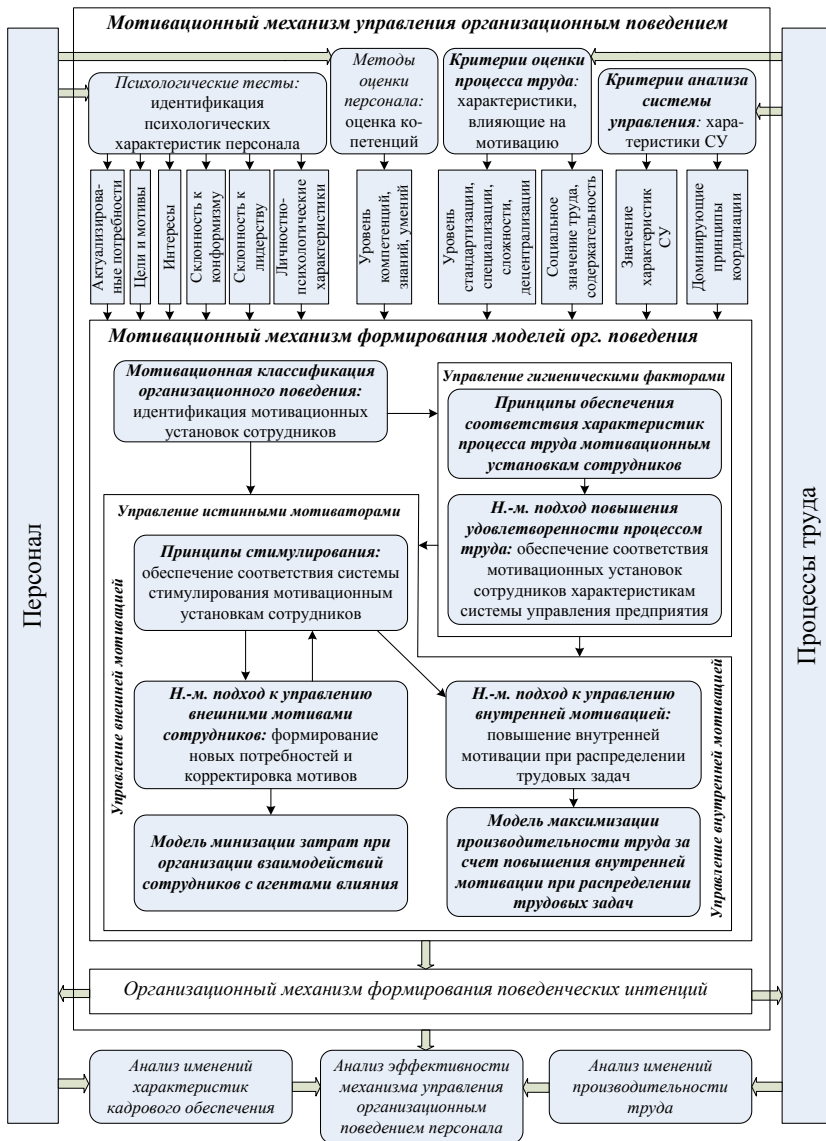 Мотивационный механизм управления организационным поведением
Персонал
Процессы труда
Психологические тесты:
идентификация
психологических
характеристик персонала
Методы
оценки
персонала:
оценка ко-
петенций
Критерии оценки
процесса труда:
характеристики,
влияющие на
мотивацию
Критерии анализа
системы
управления: хара-
теристики СУ
Актуализирова-
ные потребности
Цели и мотивы
Интересы
Склонность к
конформизму
Склонность к
лидерству
Личностно-
психологические
характеристики
Уровень
компетенций,
знаний, умений
Уровень
стандартизации,
специализации,
сложности,
децентрализации
Социальное
значение труда,
содержательность
Значение
характеристик
СУ
Доминирующие
принципы
координации
Мотивационный механизм формирования моделей орг. поведения
Мотивационная классификация
организационного поведения:
идентификация мотивационных
установок сотрудников
Управление гигиеническими факторами
Принципы обеспечения
соответствия характеристик
процесса труда мотивационным
установкам сотрудников
Н.-м. подход повышения
удовлетворенности процессом
труда: обеспечение соответствия
мотивационных установок
сотрудников характеристикам
системы управления предприятия
Управление истинными мотиваторами
Принципы стимулирования:
обеспечение соответствия системы
стимулирования мотивационным
установкам сотрудников
Управление внешней мотивацией
Н.-м. подход к управлению
внешними мотивами
сотрудников: формирование
новых потребностей и
корректировка мотивов
Н.-м. подход к управлению
внутренней мотивацией:
повышение внутренней
мотивации при распределении
трудовых задач
Управление внутренней мотивацией
Модель минизации затрат при
организации взаимодействий
сотрудников с агентами влияния
Модель максимизации
производительности труда за
счет повышения внутренней
мотивации при распределении
трудовых задач
Организационный механизм формирования поведенческих интенций
Анализ именений
характеристик
кадрового обеспечения
Анализ эффективности
механизма управления
организационным
поведением персонала
Анализ именений
производительности
труда